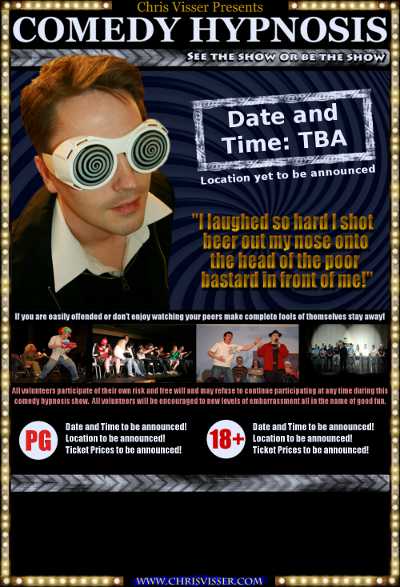 Chris Visser Presents
COMEDY HYPNOSIS
SEE THE SHOW OR BE THE SHOW
Date and
Time: TBA
Location yet to be announced
"I laughed so hard I shot
beer out my nose onto
the head of the poor
bastard in front of me!"
If you are easily offended or don't enjoy watching your peers make complete fools of themselves stay away!
All volunteers participate of their own risk and free will and may refuse to continue participating at any time during this
comedy hypnosis show. All volunteers will be encouraged to new levels of embarrassment all in the name of good fun.
PG
Date and Time to be announced!
Location to be announced!
Ticket Prices to be announced!
18+
Date and Time to be announced!
Location to be announced!
Ticket Prices to be announced!
WWW.CHRISVISSER.COM